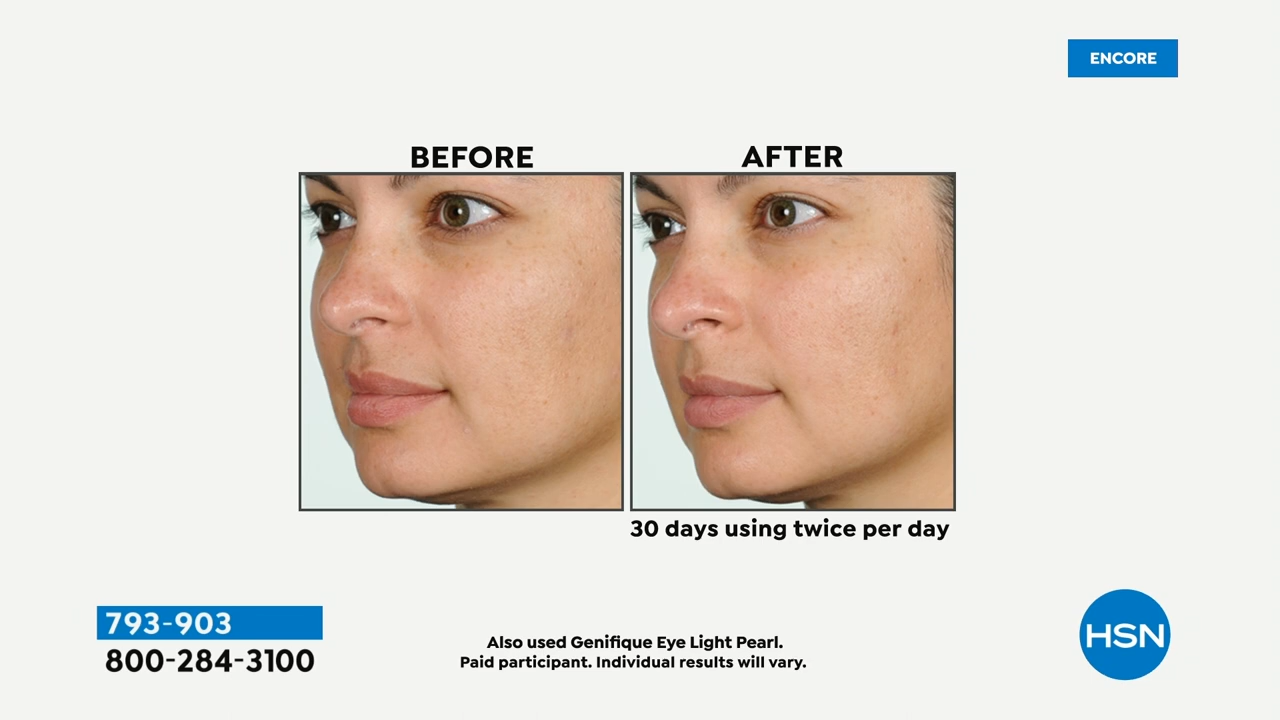 ENCORE
BEFORE
AFTER
30 days using twice per day
793-903
800-284-3100
Also used Genifique Eye Light Pearl.
Paid participant. Individual results will vary.
HSN